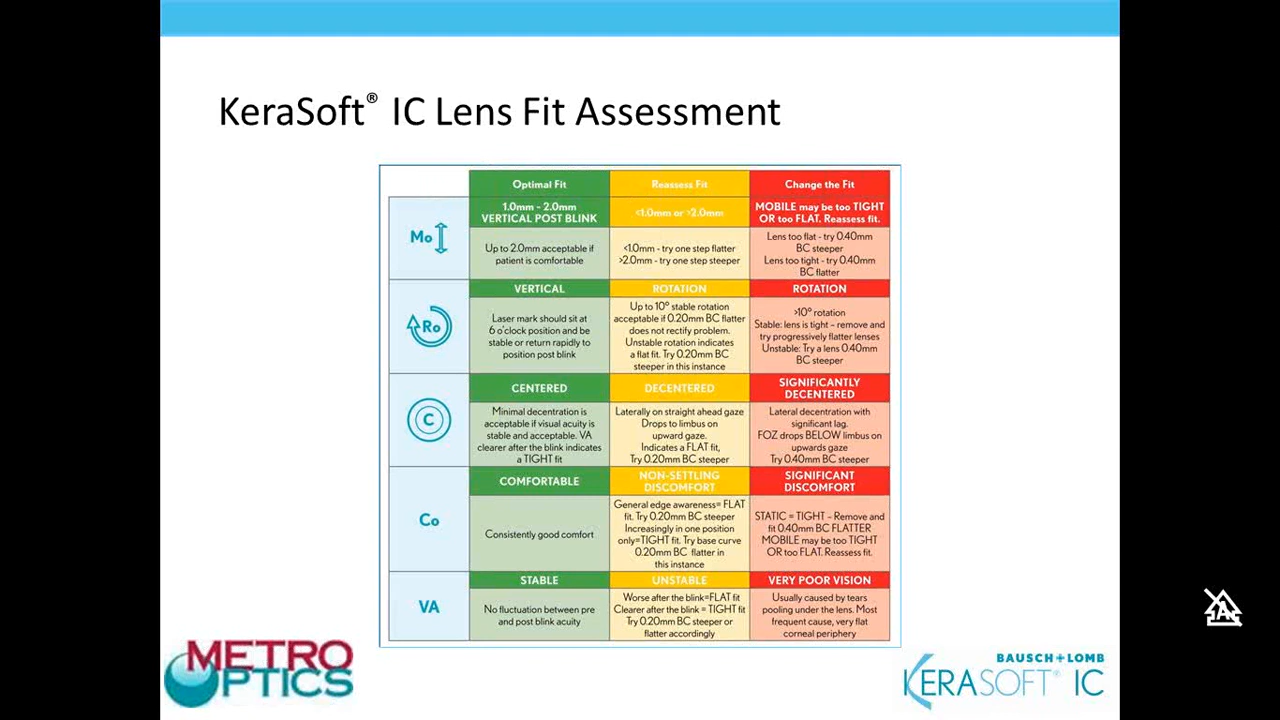 KeraSoft® IC Lens Fit Assessment
Optimal Fit
Reassess Fit
Change the Fit
Mo
1.0mm - 2.0mm
VERTICAL POST BLINK
<1.0mm or >2.0mm
MOBILE may be too TIGHT
OR too FLAT. Reassess fit.
Up to 2.0mm acceptable if
patient is comfortable
<1.0mm - try one step flatter
>2.0mm - try one step steeper
Lens too flat - try 0.40mm
BC steeper
Lens too tight - try 0.40mm
BC flatter
Ro
VERTICAL
ROTATION
ROTATION
Laser mark should sit at
6 o'clock position and be
stable or return rapidly to
position post blink
Up to 10° stable rotation
acceptable if 0.20mm BC flatter
does not rectify problem.
Unstable rotation indicates
a flat fit. Try 0.20mm BC
steeper in this instance
>10° rotation
Stable: lens is tight – remove and
try progressively flatter lenses
Unstable: Try a lens 0.40mm
BC steeper
C
CENTERED
DECENTERED
SIGNIFICANTLY
DECENTERED
Minimal decentration is
acceptable if visual acuity is
stable and acceptable. VA
clearer after the blink indicates
a TIGHT fit
Laterally on straight ahead gaze
Drops to limbus on
upward gaze.
Indicates a FLAT fit,
Try 0.20mm BC steeper
Lateral decentration with
significant lag.
FOZ drops BELOW limbus on
upwards gaze
Try 0.40mm BC steeper
Co
COMFORTABLE
NON-SETTLING
DISCOMFORT
SIGNIFICANT
DISCOMFORT
Consistently good comfort
General edge awareness= FLAT
fit. Try 0.20mm BC steeper
Increasingly in one position
only=TIGHT fit. Try base curve
0.20mm BC flatter in
this instance
STATIC = TIGHT – Remove and
fit 0.40mm BC FLATTER
MOBILE may be too TIGHT
OR too FLAT. Reassess fit.
VA
STABLE
UNSTABLE
VERY POOR VISION
No fluctuation between pre
and post blink acuity
Worse after the blink=FLAT fit
Clearer after the blink = TIGHT fit
Try 0.20mm BC steeper or
flatter accordingly
Usually caused by tears
pooling under the lens. Most
frequent cause, very flat
corneal periphery
METRO
OPTICS
BAUSCH+LOMB
KERASOFT® IC
A